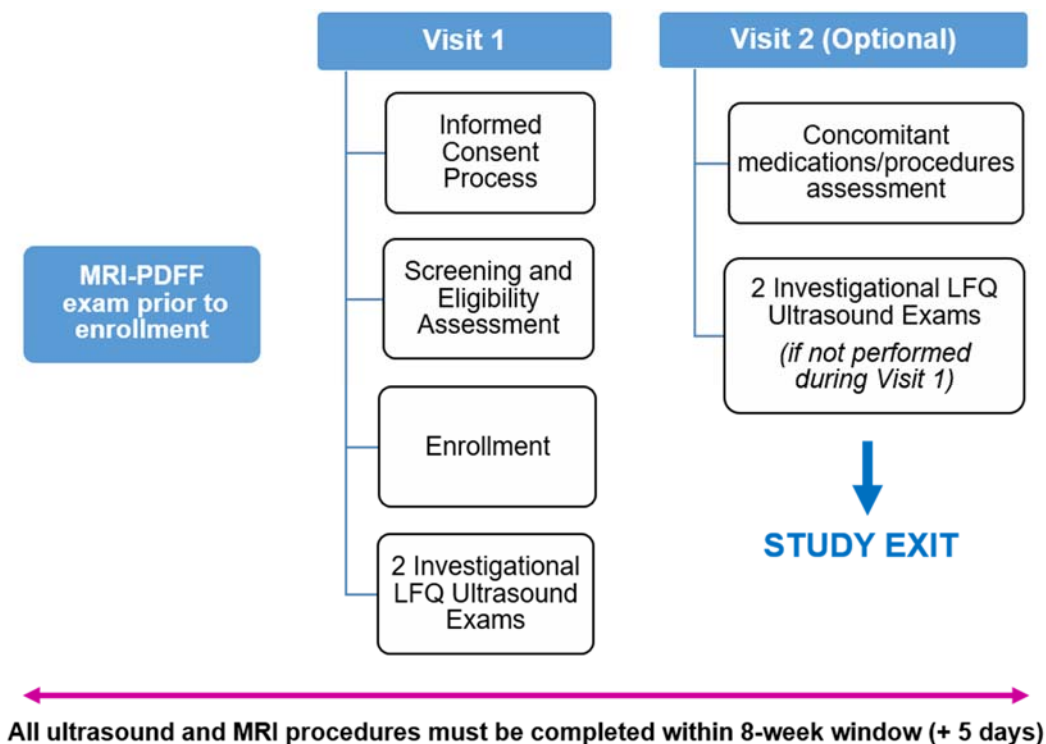 MRI-PDFF
exam prior to
enrollment
Visit 1
Informed
Consent
Process
Screening and
Eligibility
Assessment
Enrollment
2 Investigational
LFQ Ultrasound
Exams
Visit 2 (Optional)
Concomitant
medications/procedures
assessment
2 Investigational LFQ
Ultrasound Exams
(if not performed
during Visit 1)
STUDY EXIT
All ultrasound and MRI procedures must be completed within 8-week window (+ 5 days)